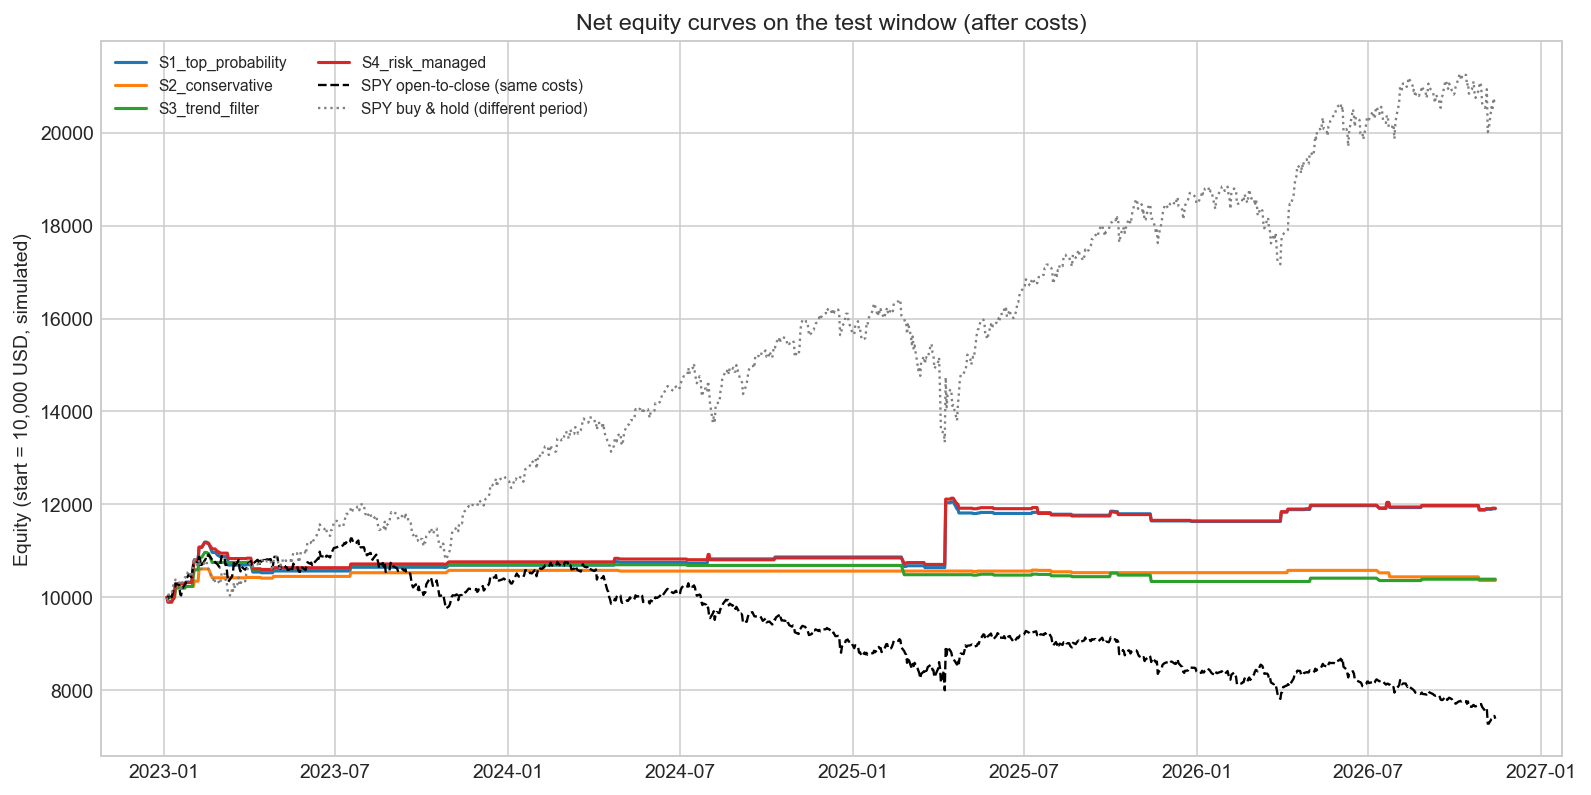 Net equity curves on the test window (after costs)
S1_top_probability
S2_conservative
S3_trend_filter
S4_risk_managed
SPY open-to-close (same costs)
SPY buy & hold (different period)
Equity (start = 10,000 USD, simulated)
20000
18000
16000
14000
12000
10000
8000
2023-01
2023-07
2024-01
2024-07
2025-01
2025-07
2026-01
2026-07
2027-01